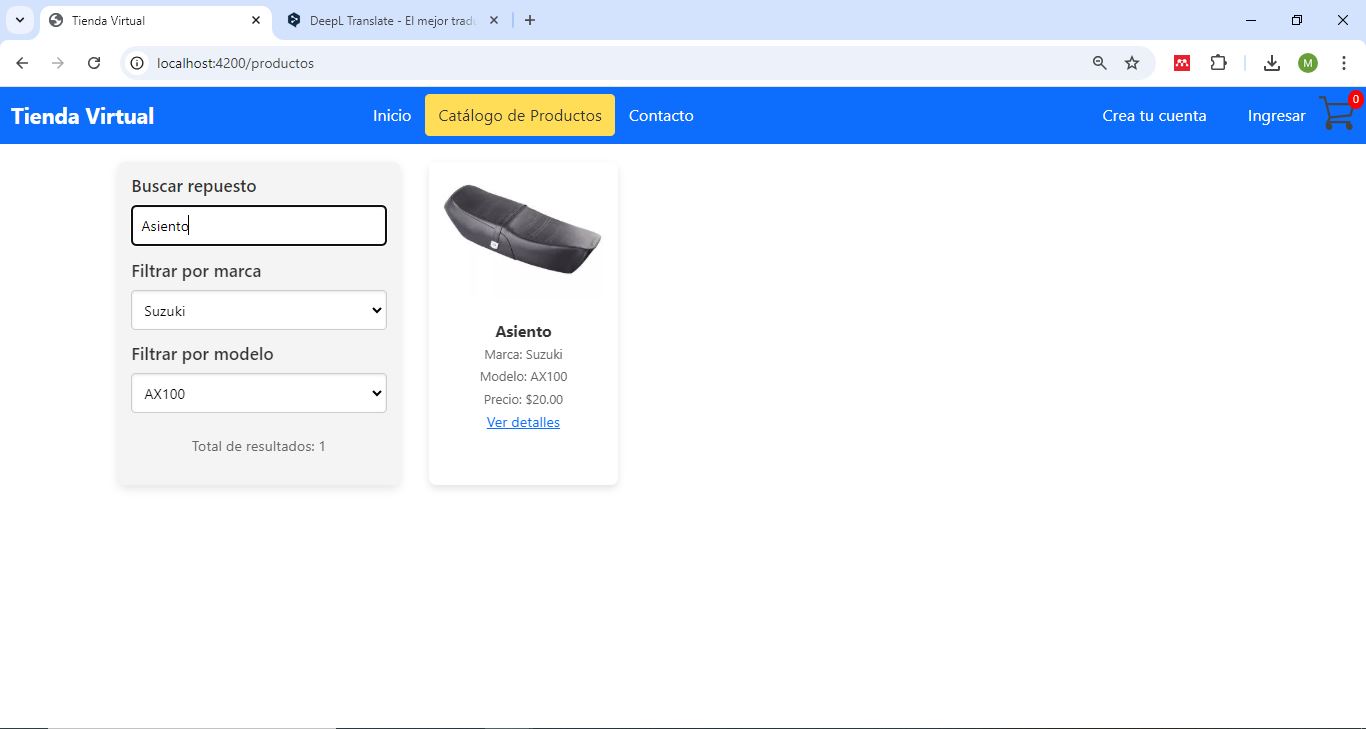 Tienda Virtual
DeepL Translate - El mejor tradu
localhost:4200/productos
M
Tienda Virtual
Inicio
Catálogo de Productos
Contacto
Crea tu cuenta
Ingresar
0
Buscar repuesto
Asiento
Filtrar por marca
Suzuki
Filtrar por modelo
AX100
Total de resultados: 1
Asiento
Marca: Suzuki
Modelo: AX100
Precio: $20.00
Ver detalles